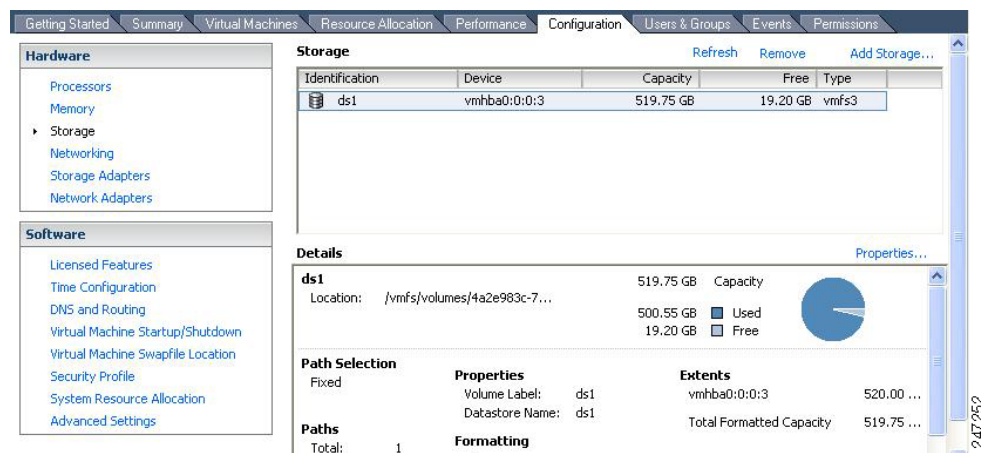 Getting Started Summary Virtual Machines Resource Allocation Performance Configuration Users & Groups Events Permissions
Hardware
Processors
Memory
Storage
Networking
Storage Adapters
Network Adapters
Software
Licensed Features
Time Configuration
DNS and Routing
Virtual Machine Startup/Shutdown
Virtual Machine Swapfile Location
Security Profile
System Resource Allocation
Advanced Settings
Storage Refresh Remove Add Storage...
Identification Device Capacity Free Type
ds1 vmhba0:0:0:3 519.75 GB 19.20 GB vmfs3
Details Properties...
ds1 519.75 GB Capacity
Location: /vmfs/volumes/4a2e983c-7...
500.55 GB Used
19.20 GB Free
Path Selection
Fixed
Paths
Total: 1
Properties
Volume Label: ds1
Datastore Name: ds1
Formatting
Extents
vmhba0:0:0:3 520.00 ...
Total Formatted Capacity 519.75 ...
247252